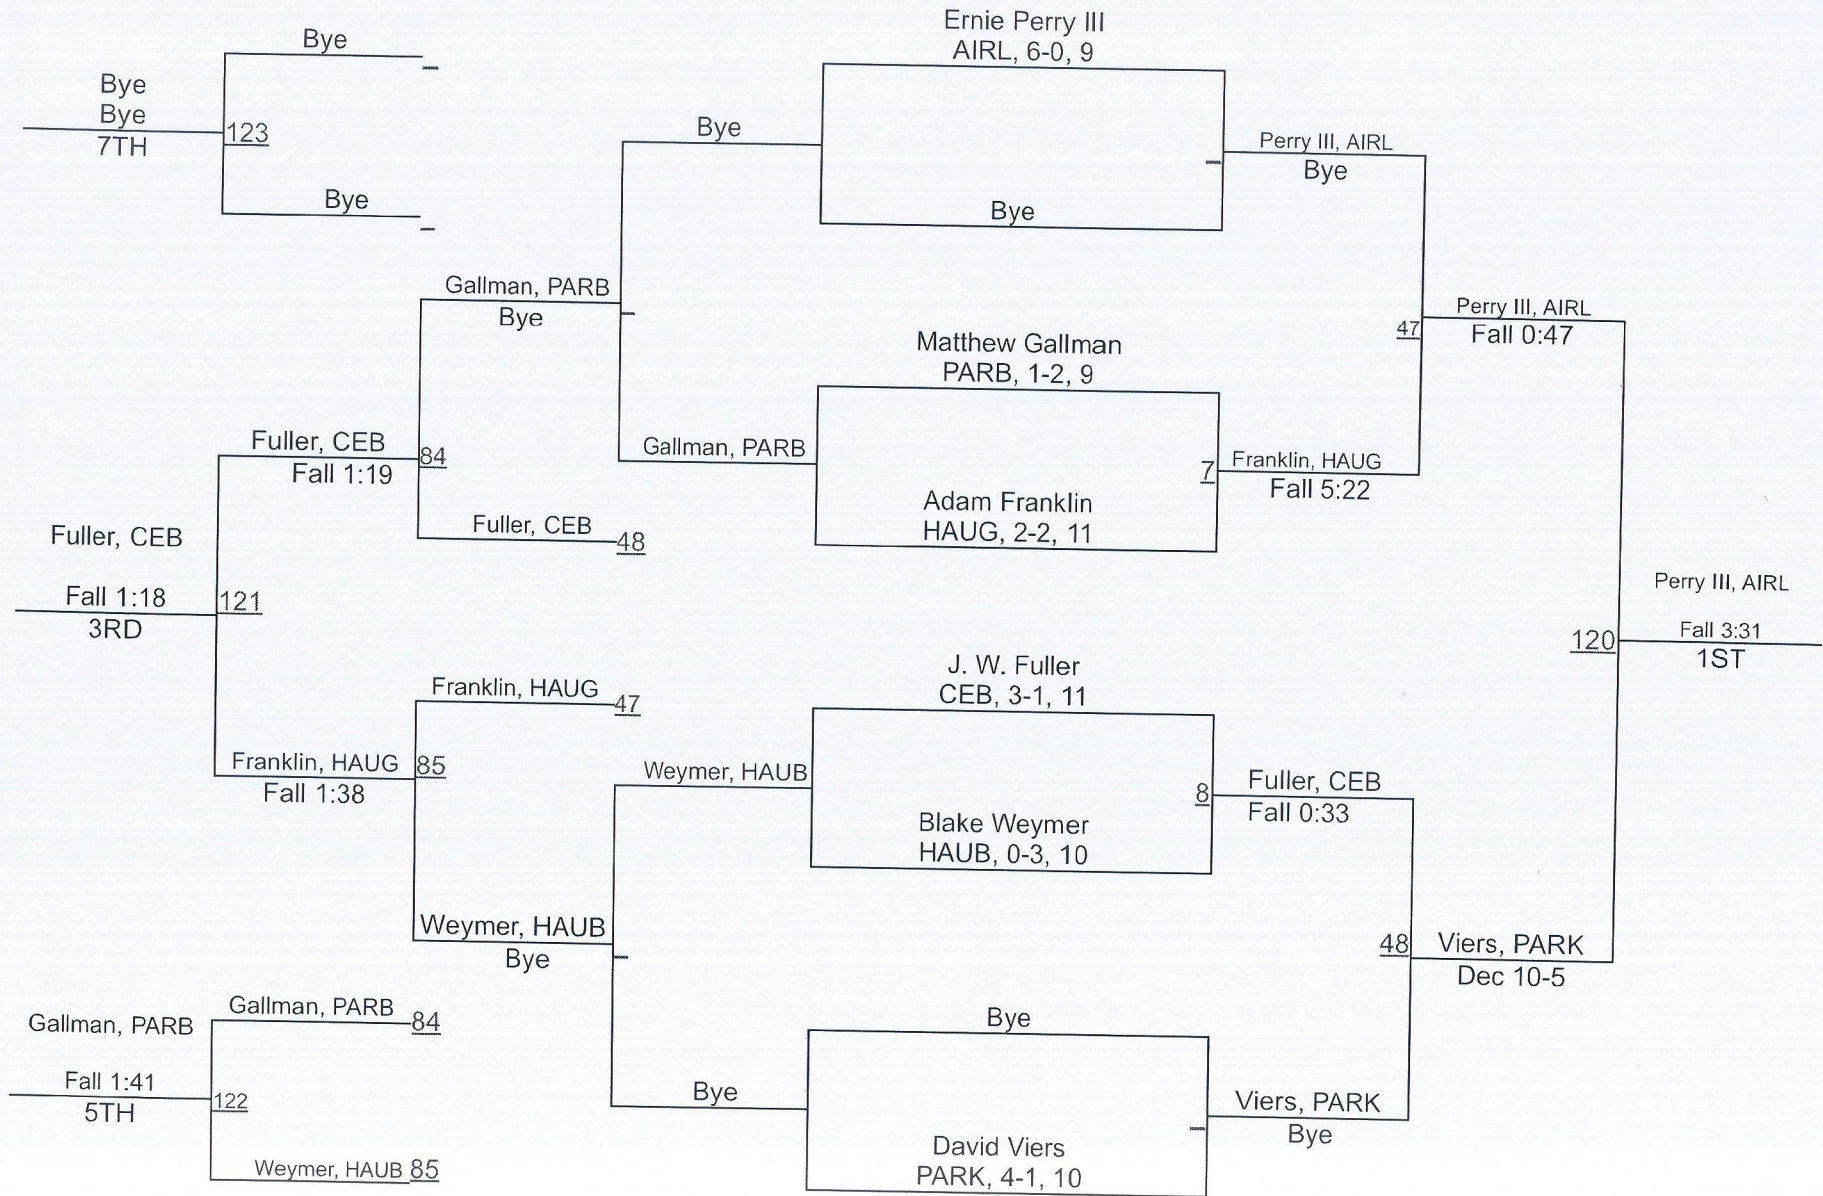 Ernie Perry III
AIRL, 6-0, 9
Bye
Bye
Bye
7TH
123
Bye
Bye
Bye
Perry III, AIRL
Bye
Gallman, PARB
Bye
Matthew Gallman
PARB, 1-2, 9
Gallman, PARB
Adam Franklin
HAUG, 2-2, 11
7
Franklin, HAUG
Fall 5:22
47
Perry III, AIRL
Fall 0:47
Fuller, CEB
Fall 1:19
84
Fuller, CEB
48
Fuller, CEB
Fall 1:18
3RD
121
Franklin, HAUG
47
Franklin, HAUG
Fall 1:38
85
Weymer, HAUB
J. W. Fuller
CEB, 3-1, 11
Blake Weymer
HAUB, 0-3, 10
8
Fuller, CEB
Fall 0:33
Perry III, AIRL
120
Fall 3:31
1ST
Weymer, HAUB
Bye
48
Viers, PARK
Dec 10-5
Gallman, PARB
84
Gallman, PARB
Fall 1:41
5TH
122
Weymer, HAUB 85
Bye
Bye
David Viers
PARK, 4-1, 10
Viers, PARK
Bye